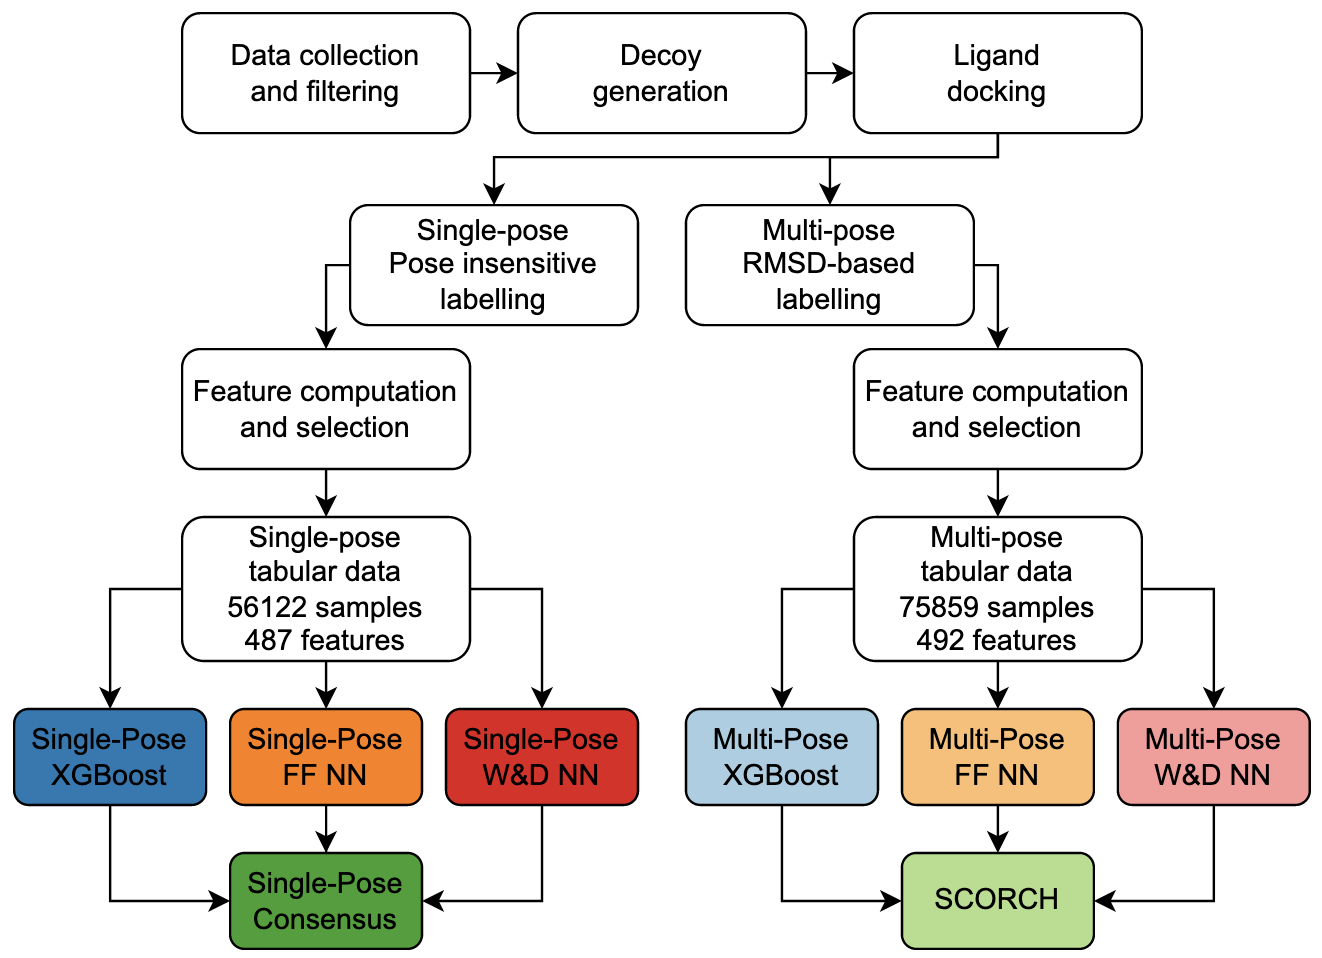 Data collection
and filtering
Decoy
generation
Ligand
docking
Single-pose
Pose insensitive
labelling
Multi-pose
RMSD-based
labelling
Feature computation
and selection
Feature computation
and selection
Single-pose
tabular data
56122 samples
487 features
Multi-pose
tabular data
75859 samples
492 features
Single-Pose
XGBoost
Single-Pose
FF NN
Single-Pose
W&D NN
Multi-Pose
XGBoost
Multi-Pose
FF NN
Multi-Pose
W&D NN
Single-Pose
Consensus
SCORCH